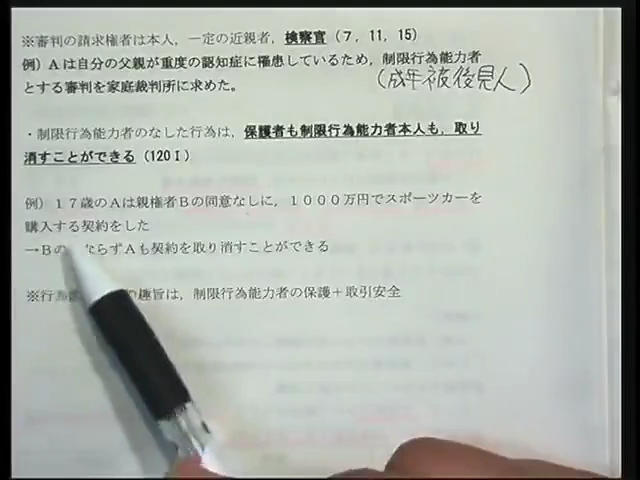 ※審判の請求権者は本人，一定の近親者，検察官（７，１１，１５）
例）Ａは自分の父親が重度の認知症に罹患しているため，制限行為能力者
とする審判を家庭裁判所に求めた。
（成年被後見人）
・制限行為能力者のなした行為は，保護者も制限行為能力者本人も，取り
消すことができる（120Ⅰ）
例）１７歳のＡは親権者Ｂの同意なしに，１０００万円でスポーツカーを
購入する契約をした
→Ｂの ならずＡも契約を取り消すことができる
※行 の趣旨は，制限行為能力者の保護＋取引安全